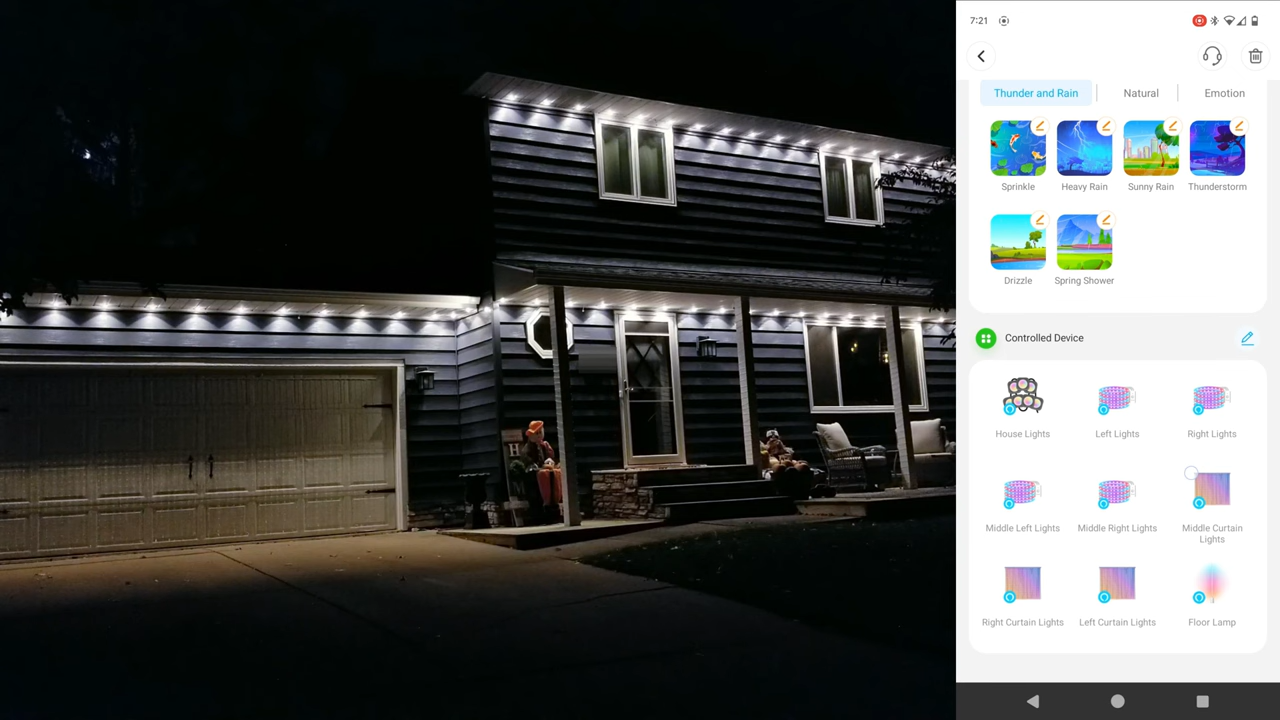 7:21
Thunder and Rain
Natural
Emotion
Sprinkle
Heavy Rain
Sunny Rain
Thunderstorm
Drizzle
Spring Shower
Controlled Device
House Lights
Left Lights
Right Lights
Middle Left Lights
Middle Right Lights
Middle Curtain
Lights
Right Curtain Lights
Left Curtain Lights
Floor Lamp